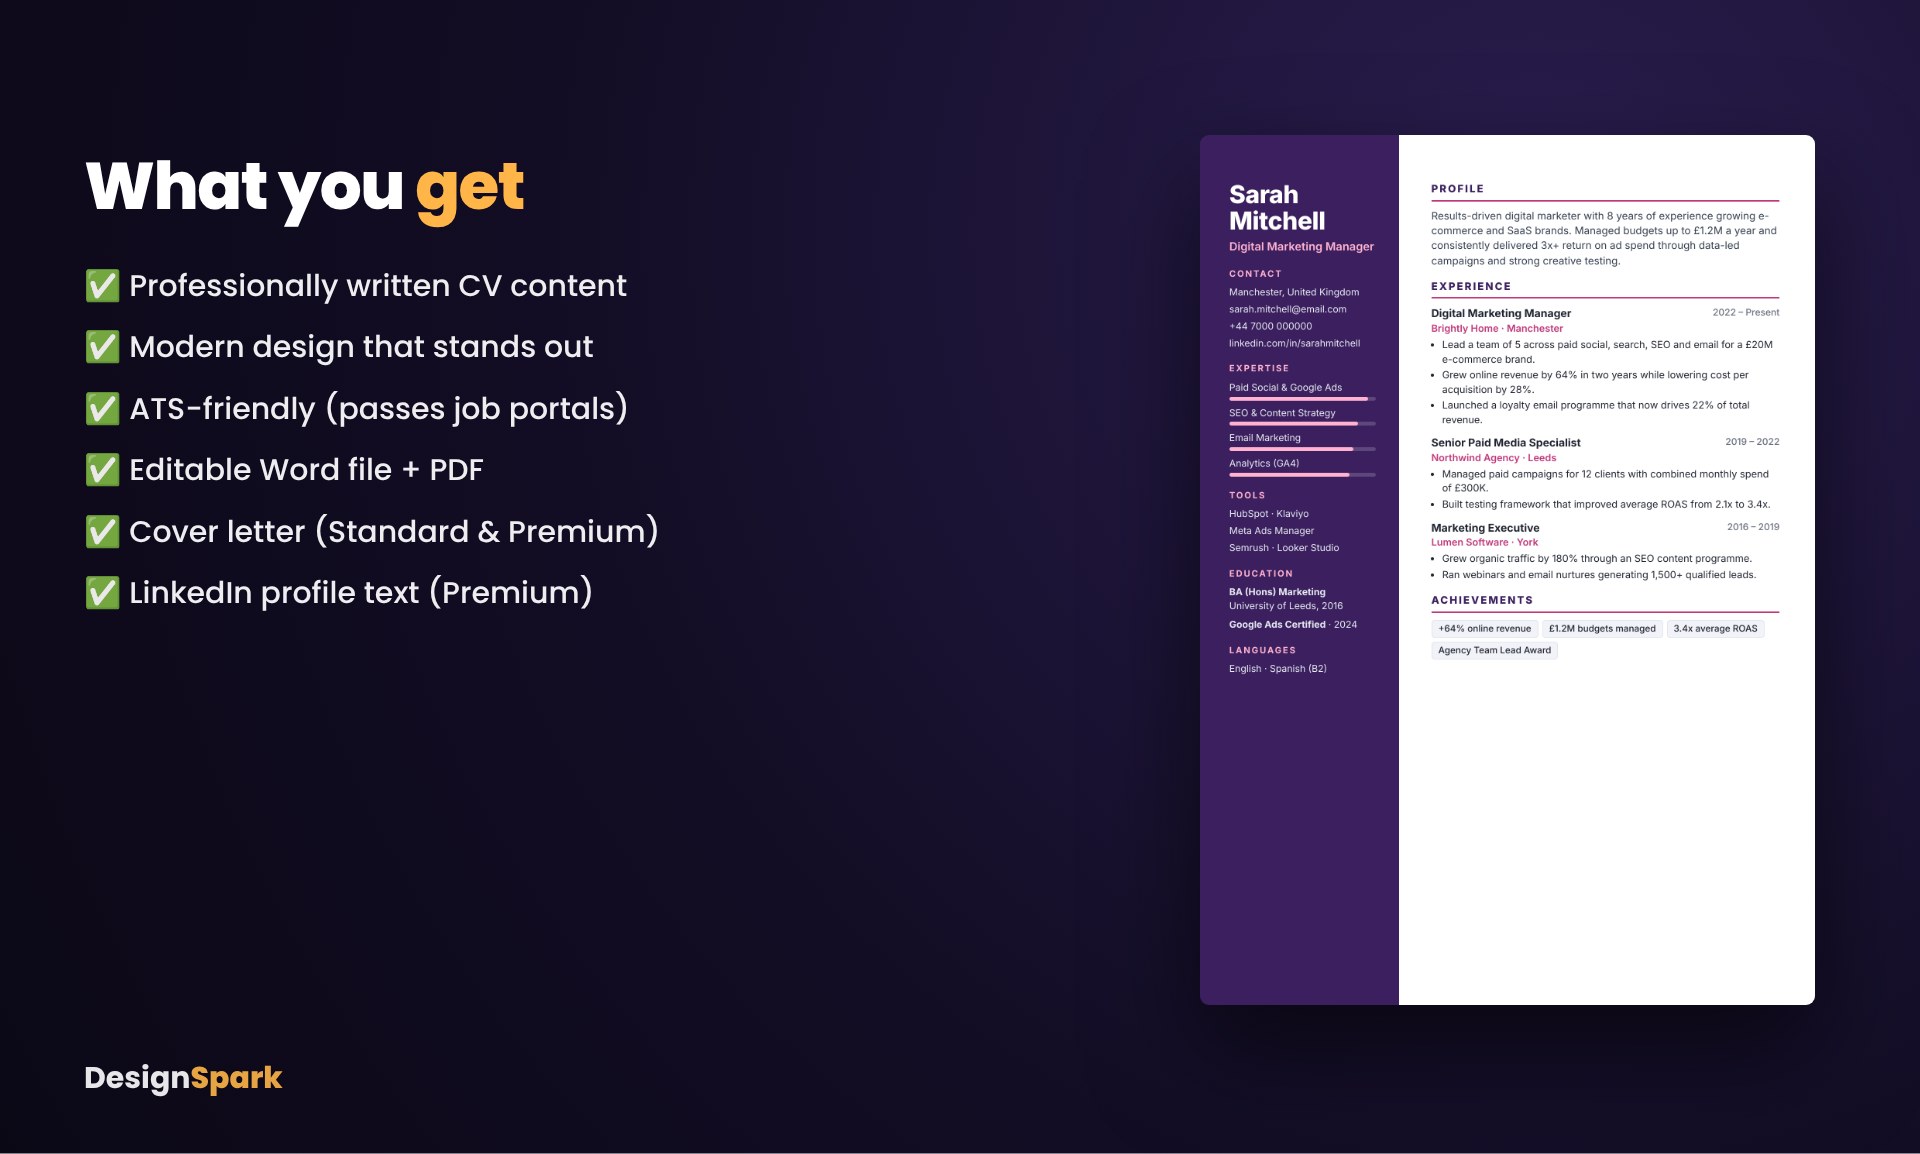 What you get
✅ Professionally written CV content
✅ Modern design that stands out
✅ ATS-friendly (passes job portals)
✅ Editable Word file + PDF
✅ Cover letter (Standard & Premium)
✅ LinkedIn profile text (Premium)
DesignSpark
Sarah
Mitchell
Digital Marketing Manager
CONTACT
Manchester, United Kingdom
sarah.mitchell@email.com
+44 7000 000000
linkedin.com/in/sarahmitchell
EXPERTISE
Paid Social & Google Ads
SEO & Content Strategy
Email Marketing
Analytics (GA4)
TOOLS
HubSpot · Klaviyo
Meta Ads Manager
Semrush · Looker Studio
EDUCATION
BA (Hons) Marketing
University of Leeds, 2016
Google Ads Certified · 2024
LANGUAGES
English · Spanish (B2)
PROFILE
Results-driven digital marketer with 8 years of experience growing e-
commerce and SaaS brands. Managed budgets up to £1.2M a year and
consistently delivered 3x+ return on ad spend through data-led
campaigns and strong creative testing.
EXPERIENCE
Digital Marketing Manager 2022 – Present
Brightly Home · Manchester
• Lead a team of 5 across paid social, search, SEO and email for a £20M
e-commerce brand.
• Grew online revenue by 64% in two years while lowering cost per
acquisition by 28%.
• Launched a loyalty email programme that now drives 22% of total
revenue.
Senior Paid Media Specialist 2019 – 2022
Northwind Agency · Leeds
• Managed paid campaigns for 12 clients with combined monthly spend
of £300K.
• Built testing framework that improved average ROAS from 2.1x to 3.4x.
Marketing Executive 2016 – 2019
Lumen Software · York
• Grew organic traffic by 180% through an SEO content programme.
• Ran webinars and email nurtures generating 1,500+ qualified leads.
ACHIEVEMENTS
+64% online revenue £1.2M budgets managed 3.4x average ROAS
Agency Team Lead Award